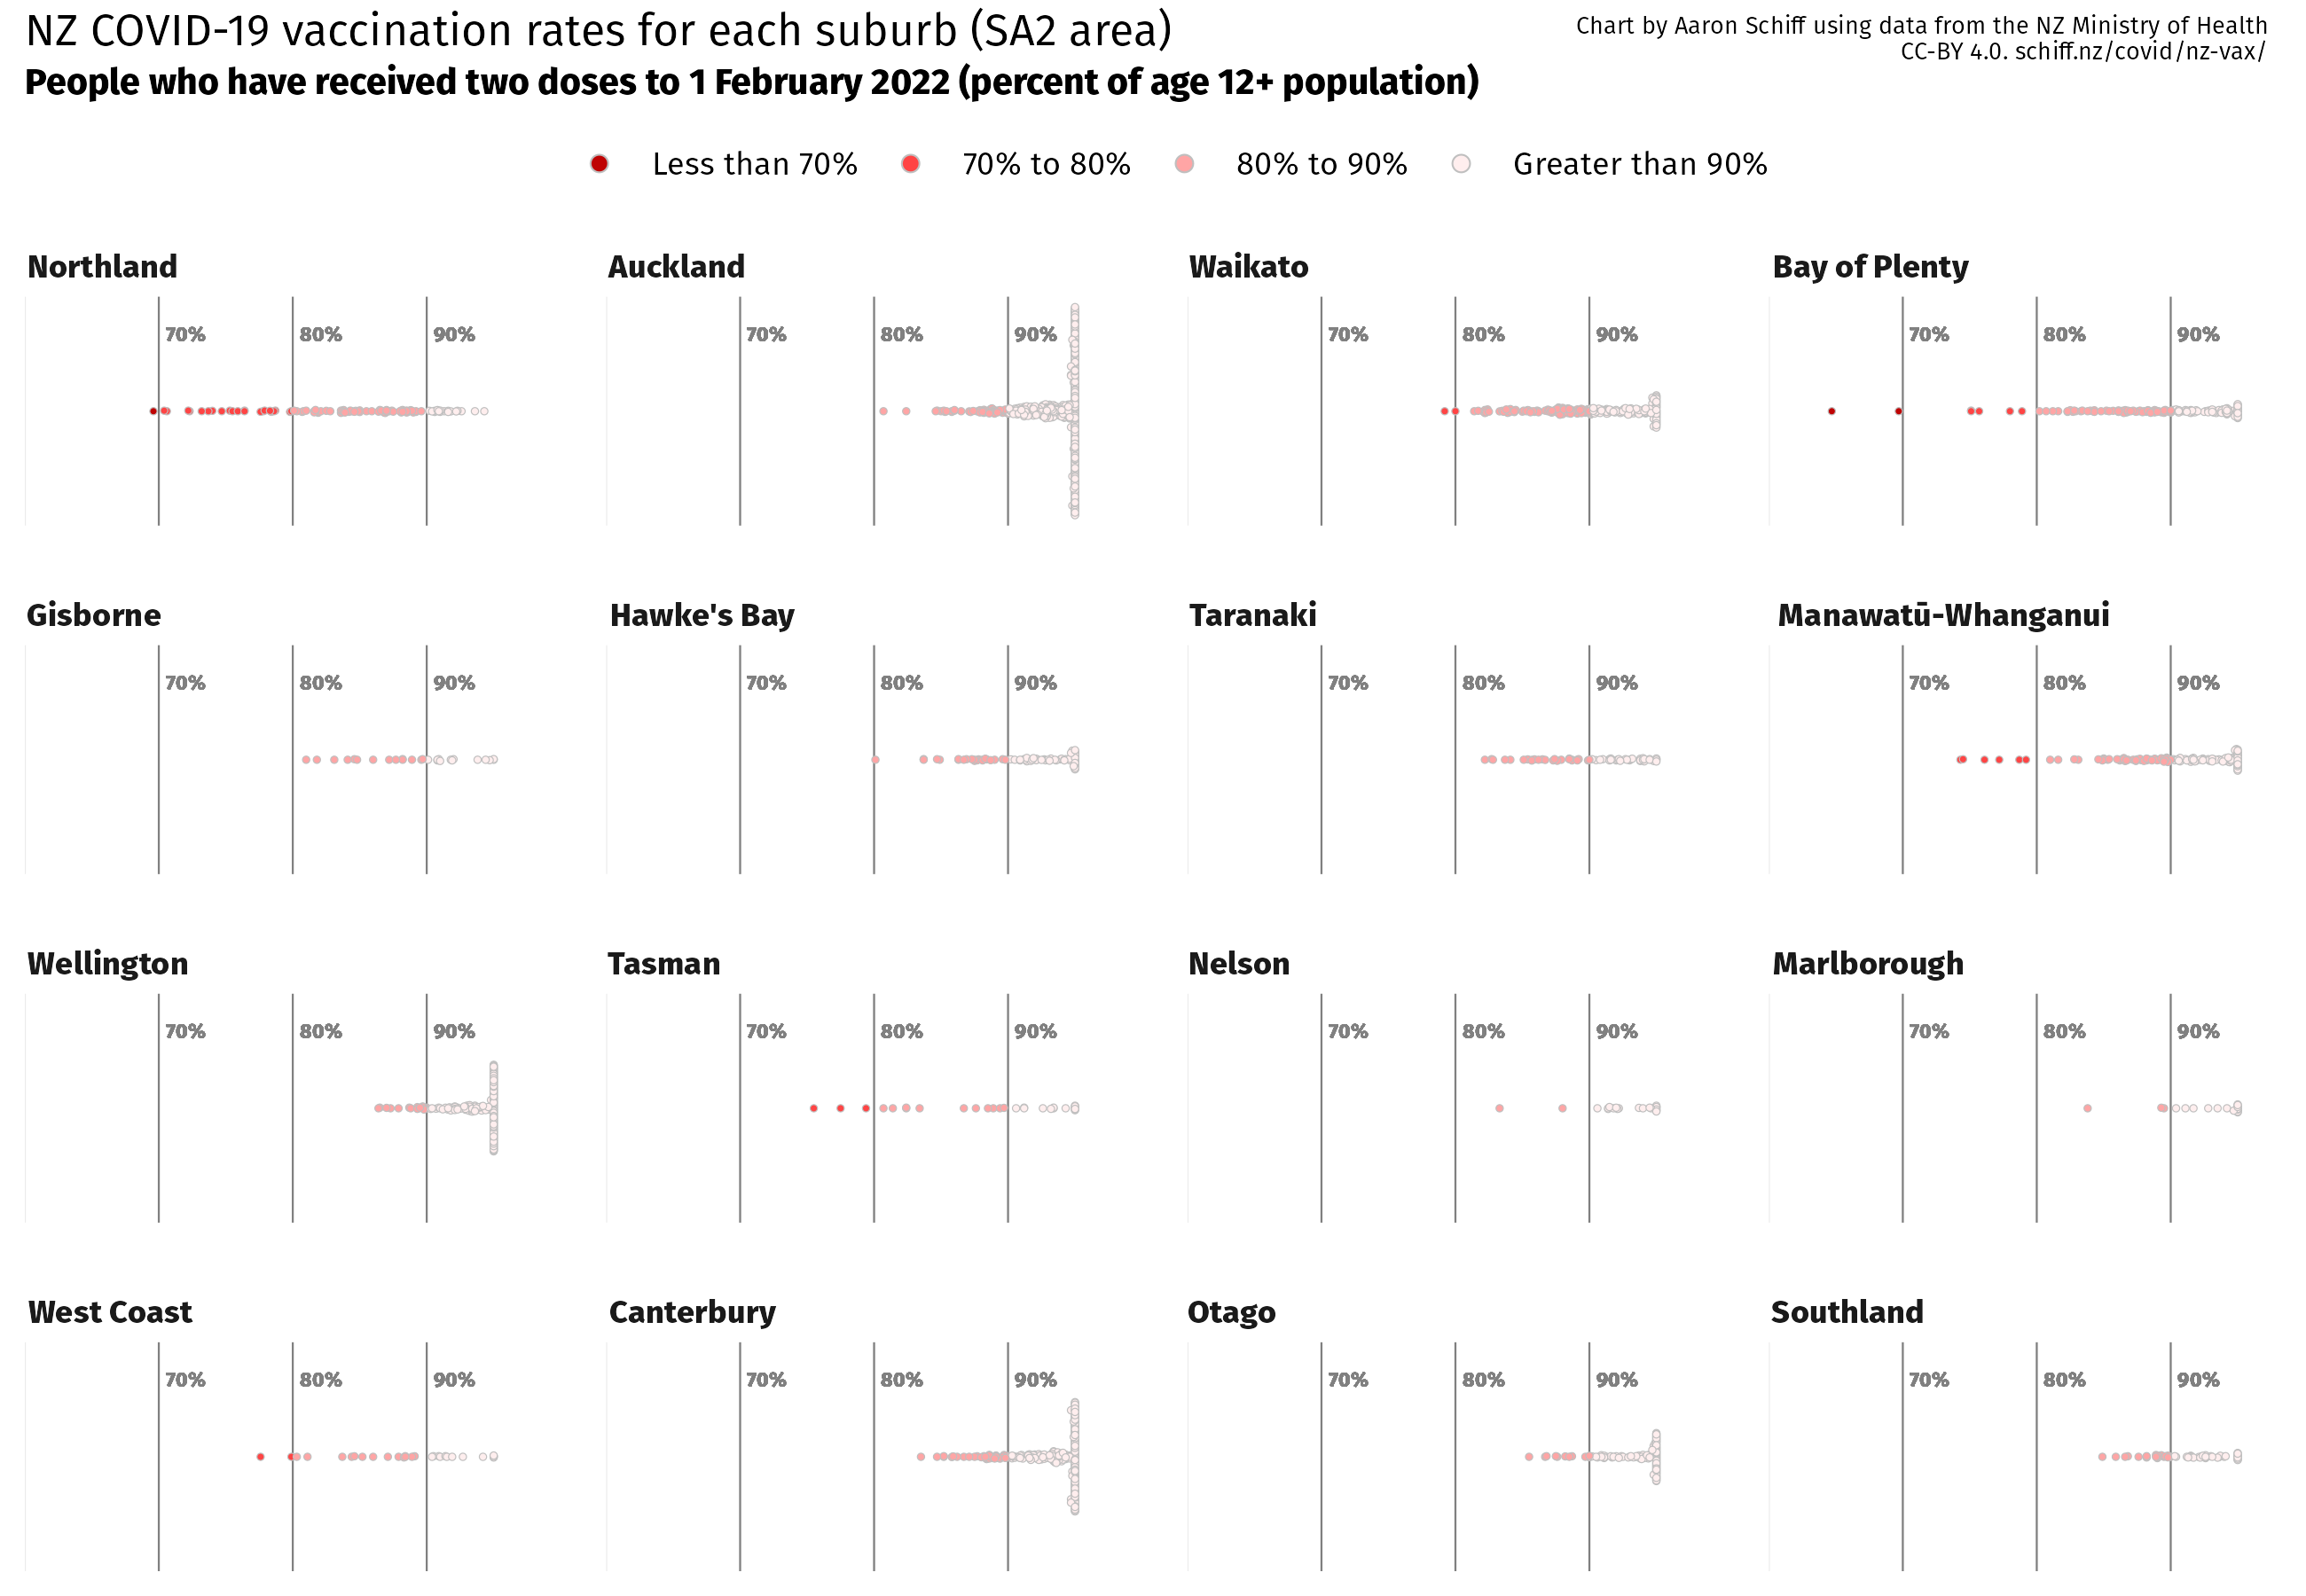 NZ COVID-19 vaccination rates for each suburb (SA2 area)
People who have received two doses to 1 February 2022 (percent of age 12+ population)
Chart by Aaron Schiff using data from the NZ Ministry of Health
CC-BY 4.0. schiff.nz/covid/nz-vax/
Less than 70% 70% to 80% 80% to 90% Greater than 90%
Northland Auckland Waikato Bay of Plenty
70% 80% 90% 70% 80% 90% 70% 80% 90% 70% 80% 90%
Gisborne Hawke's Bay Taranaki Manawatū-Whanganui
70% 80% 90% 70% 80% 90% 70% 80% 90% 70% 80% 90%
Wellington Tasman Nelson Marlborough
70% 80% 90% 70% 80% 90% 70% 80% 90% 70% 80% 90%
West Coast Canterbury Otago Southland
70% 80% 90% 70% 80% 90% 70% 80% 90% 70% 80% 90%